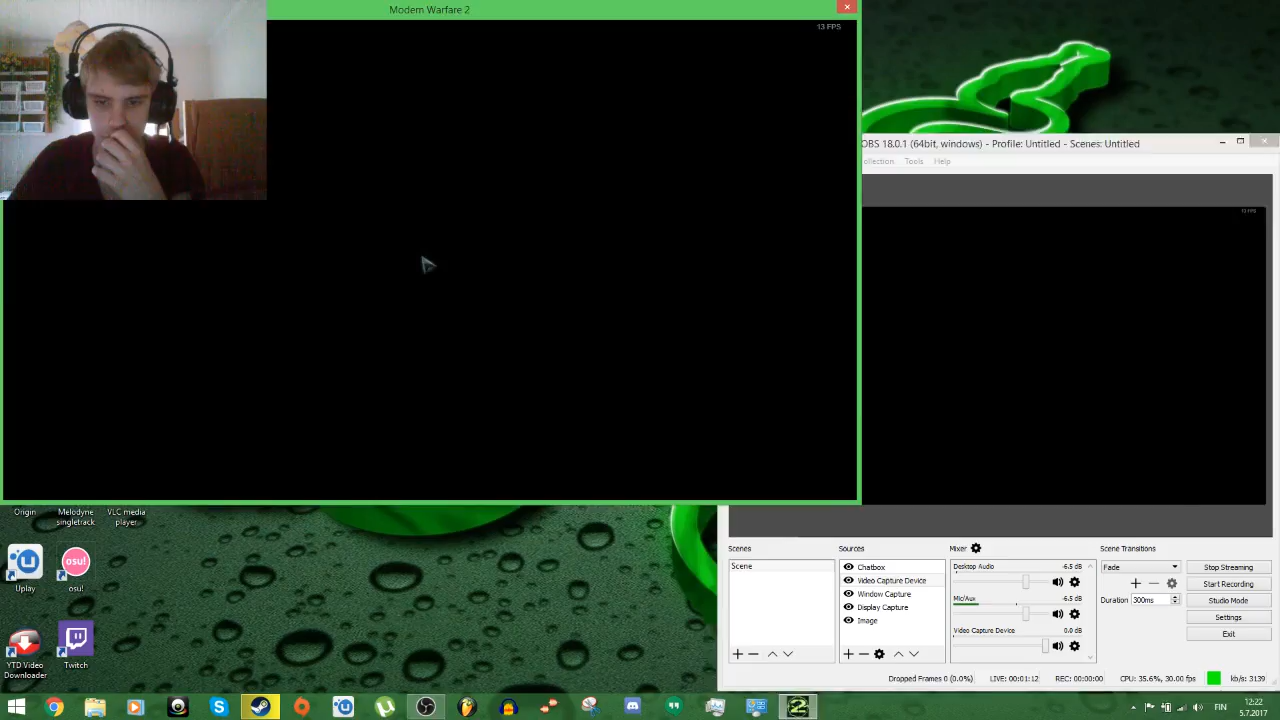 Modern Warfare 2
13 FPS
OBS 18.0.1 (64bit, windows) - Profile: Untitled - Scenes: Untitled
ollection Tools Help
13 FPS
Origin
Melodyne singletrack
VLC media player
Uplay
osu!
osu!
YTD Video Downloader
Twitch
Scenes
Scene
Sources
Chatbox
Video Capture Device
Window Capture
Display Capture
Image
Mixer
Desktop Audio -6.5 dB
Mic/Aux -6.5 dB
Video Capture Device 0.0 dB
Scene Transitions
Fade
Duration 300ms
Stop Streaming
Start Recording
Studio Mode
Settings
Exit
Dropped Frames 0 (0.0%) LIVE: 00:01:12 REC: 00:00:00 CPU: 35.6%, 30.00 fps kb/s: 3139
FIN
12:22
5.7.2017